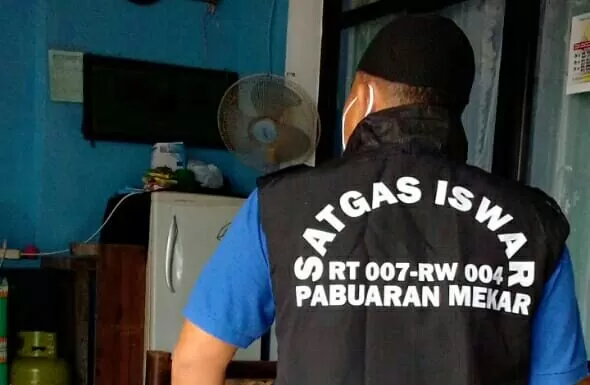 SATGAS ISWAR
RT 007-RW 004
PABUARAN MEKAR